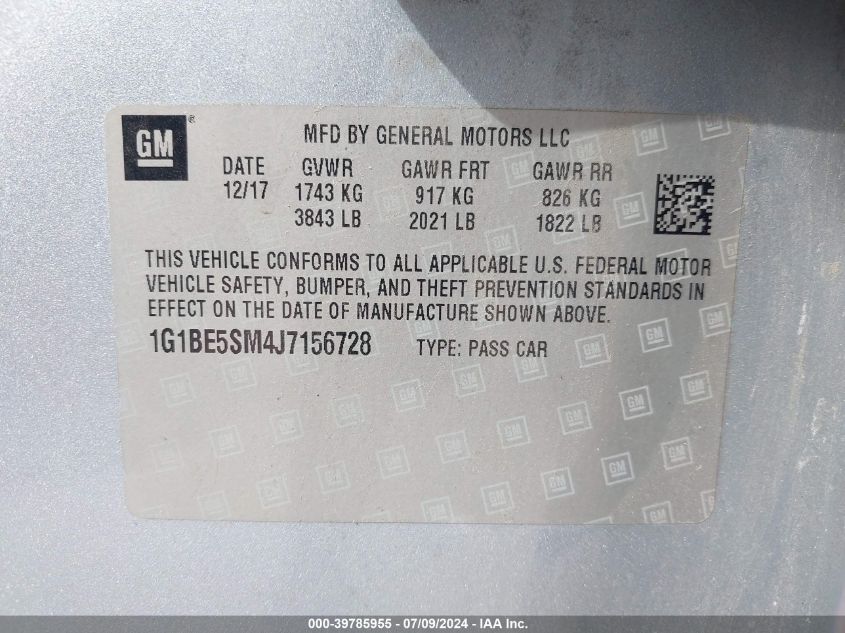 GM ® MFD BY GENERAL MOTORS LLC
DATE GVWR GAWR FRT GAWR RR
12/17 1743 KG 917 KG 826 KG
3843 LB 2021 LB 1822 LB
THIS VEHICLE CONFORMS TO ALL APPLICABLE U.S. FEDERAL MOTOR
VEHICLE SAFETY, BUMPER, AND THEFT PREVENTION STANDARDS IN
EFFECT ON THE DATE OF MANUFACTURE SHOWN ABOVE.
1G1BE5SM4J7156728 TYPE: PASS CAR
000-39785955 - 07/09/2024 - IAA Inc.